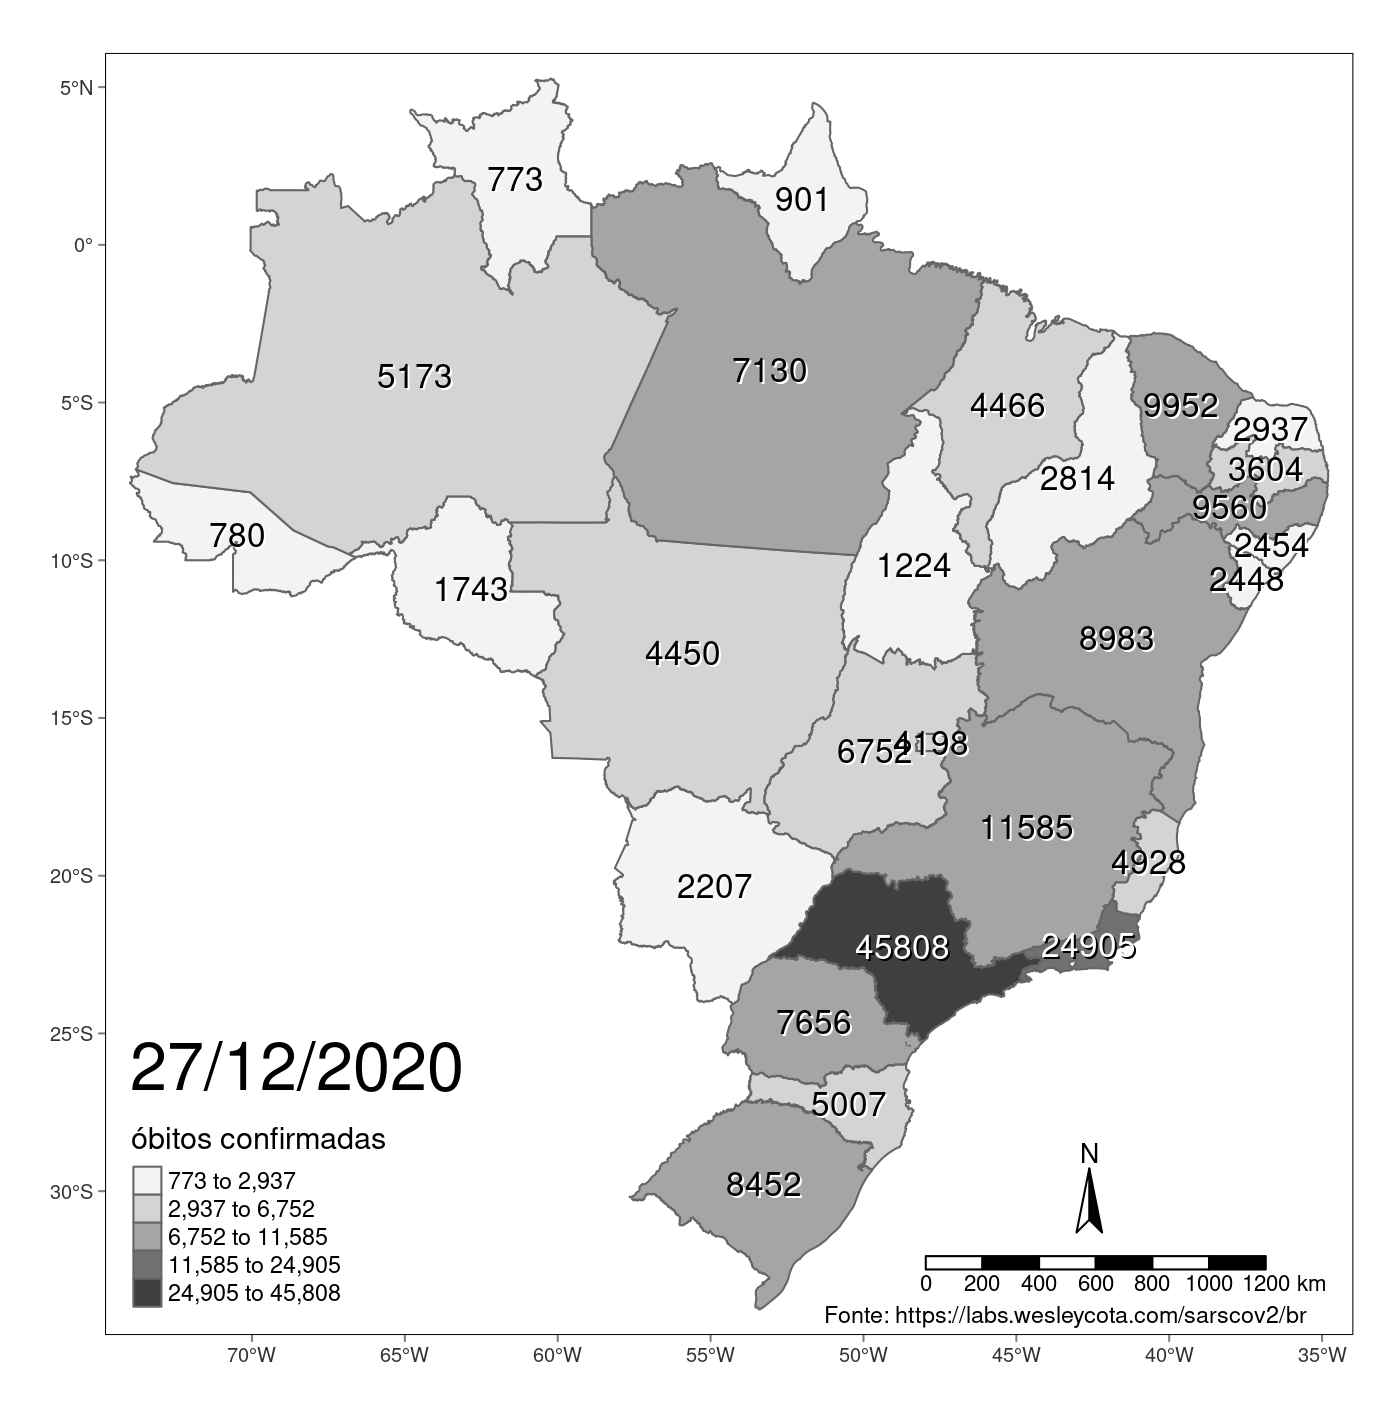 5°N
0°
5°S
10°S
15°S
20°S
25°S
30°S
773
901
5173
7130
4466
9952
2937
3604
2814
9560
780
1224
2454
1743
2448
8983
4450
6752
4198
11585
4928
2207
45808
24905
7656
5007
8452
27/12/2020
óbitos confirmadas
773 to 2,937
2,937 to 6,752
6,752 to 11,585
11,585 to 24,905
24,905 to 45,808
N
0 200 400 600 800 1000 1200 km
Fonte: https://labs.wesleycota.com/sarscov2/br
70°W 65°W 60°W 55°W 50°W 45°W 40°W 35°W